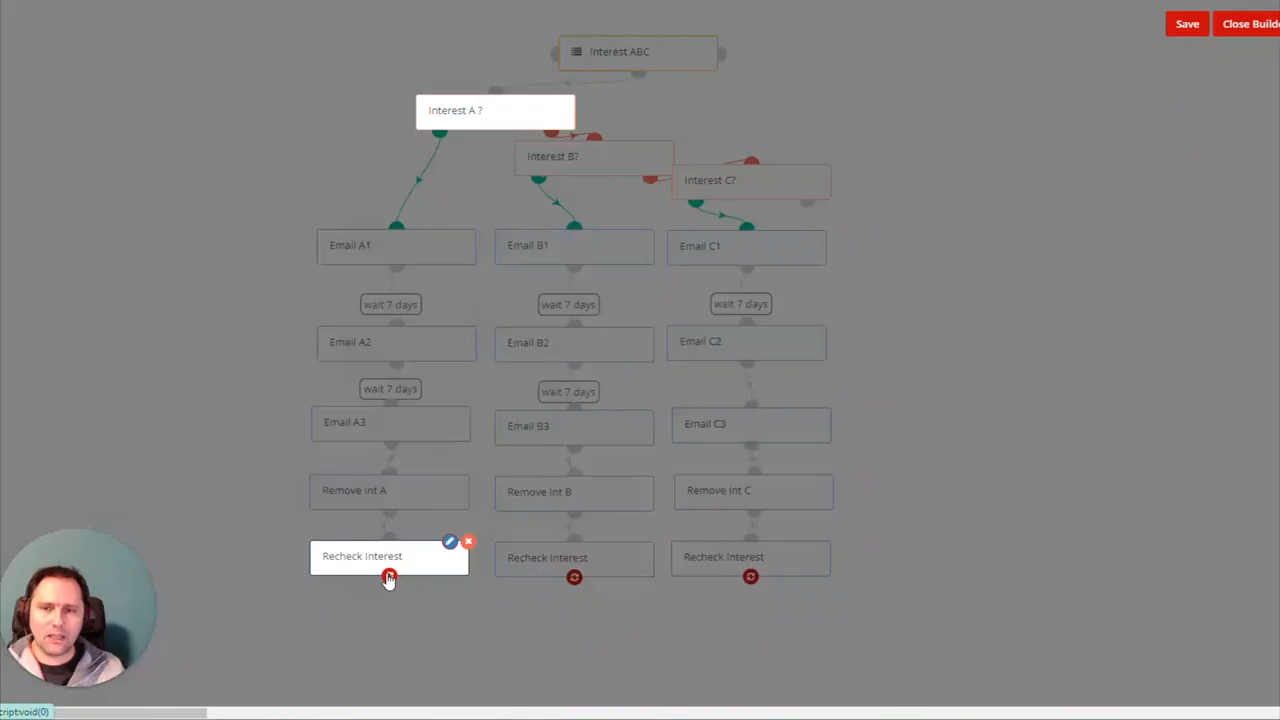 Save
Close Builde
Interest ABC
Interest A ?
Interest B?
Interest C?
Email A1
Email B1
Email C1
wait 7 days
wait 7 days
wait 7 days
Email A2
Email B2
Email C2
wait 7 days
wait 7 days
Email A3
Email B3
Email C3
Remove int A
Remove Int B
Remove Int C
Recheck Interest
Recheck Interest
Recheck Interest
cript:void(0)